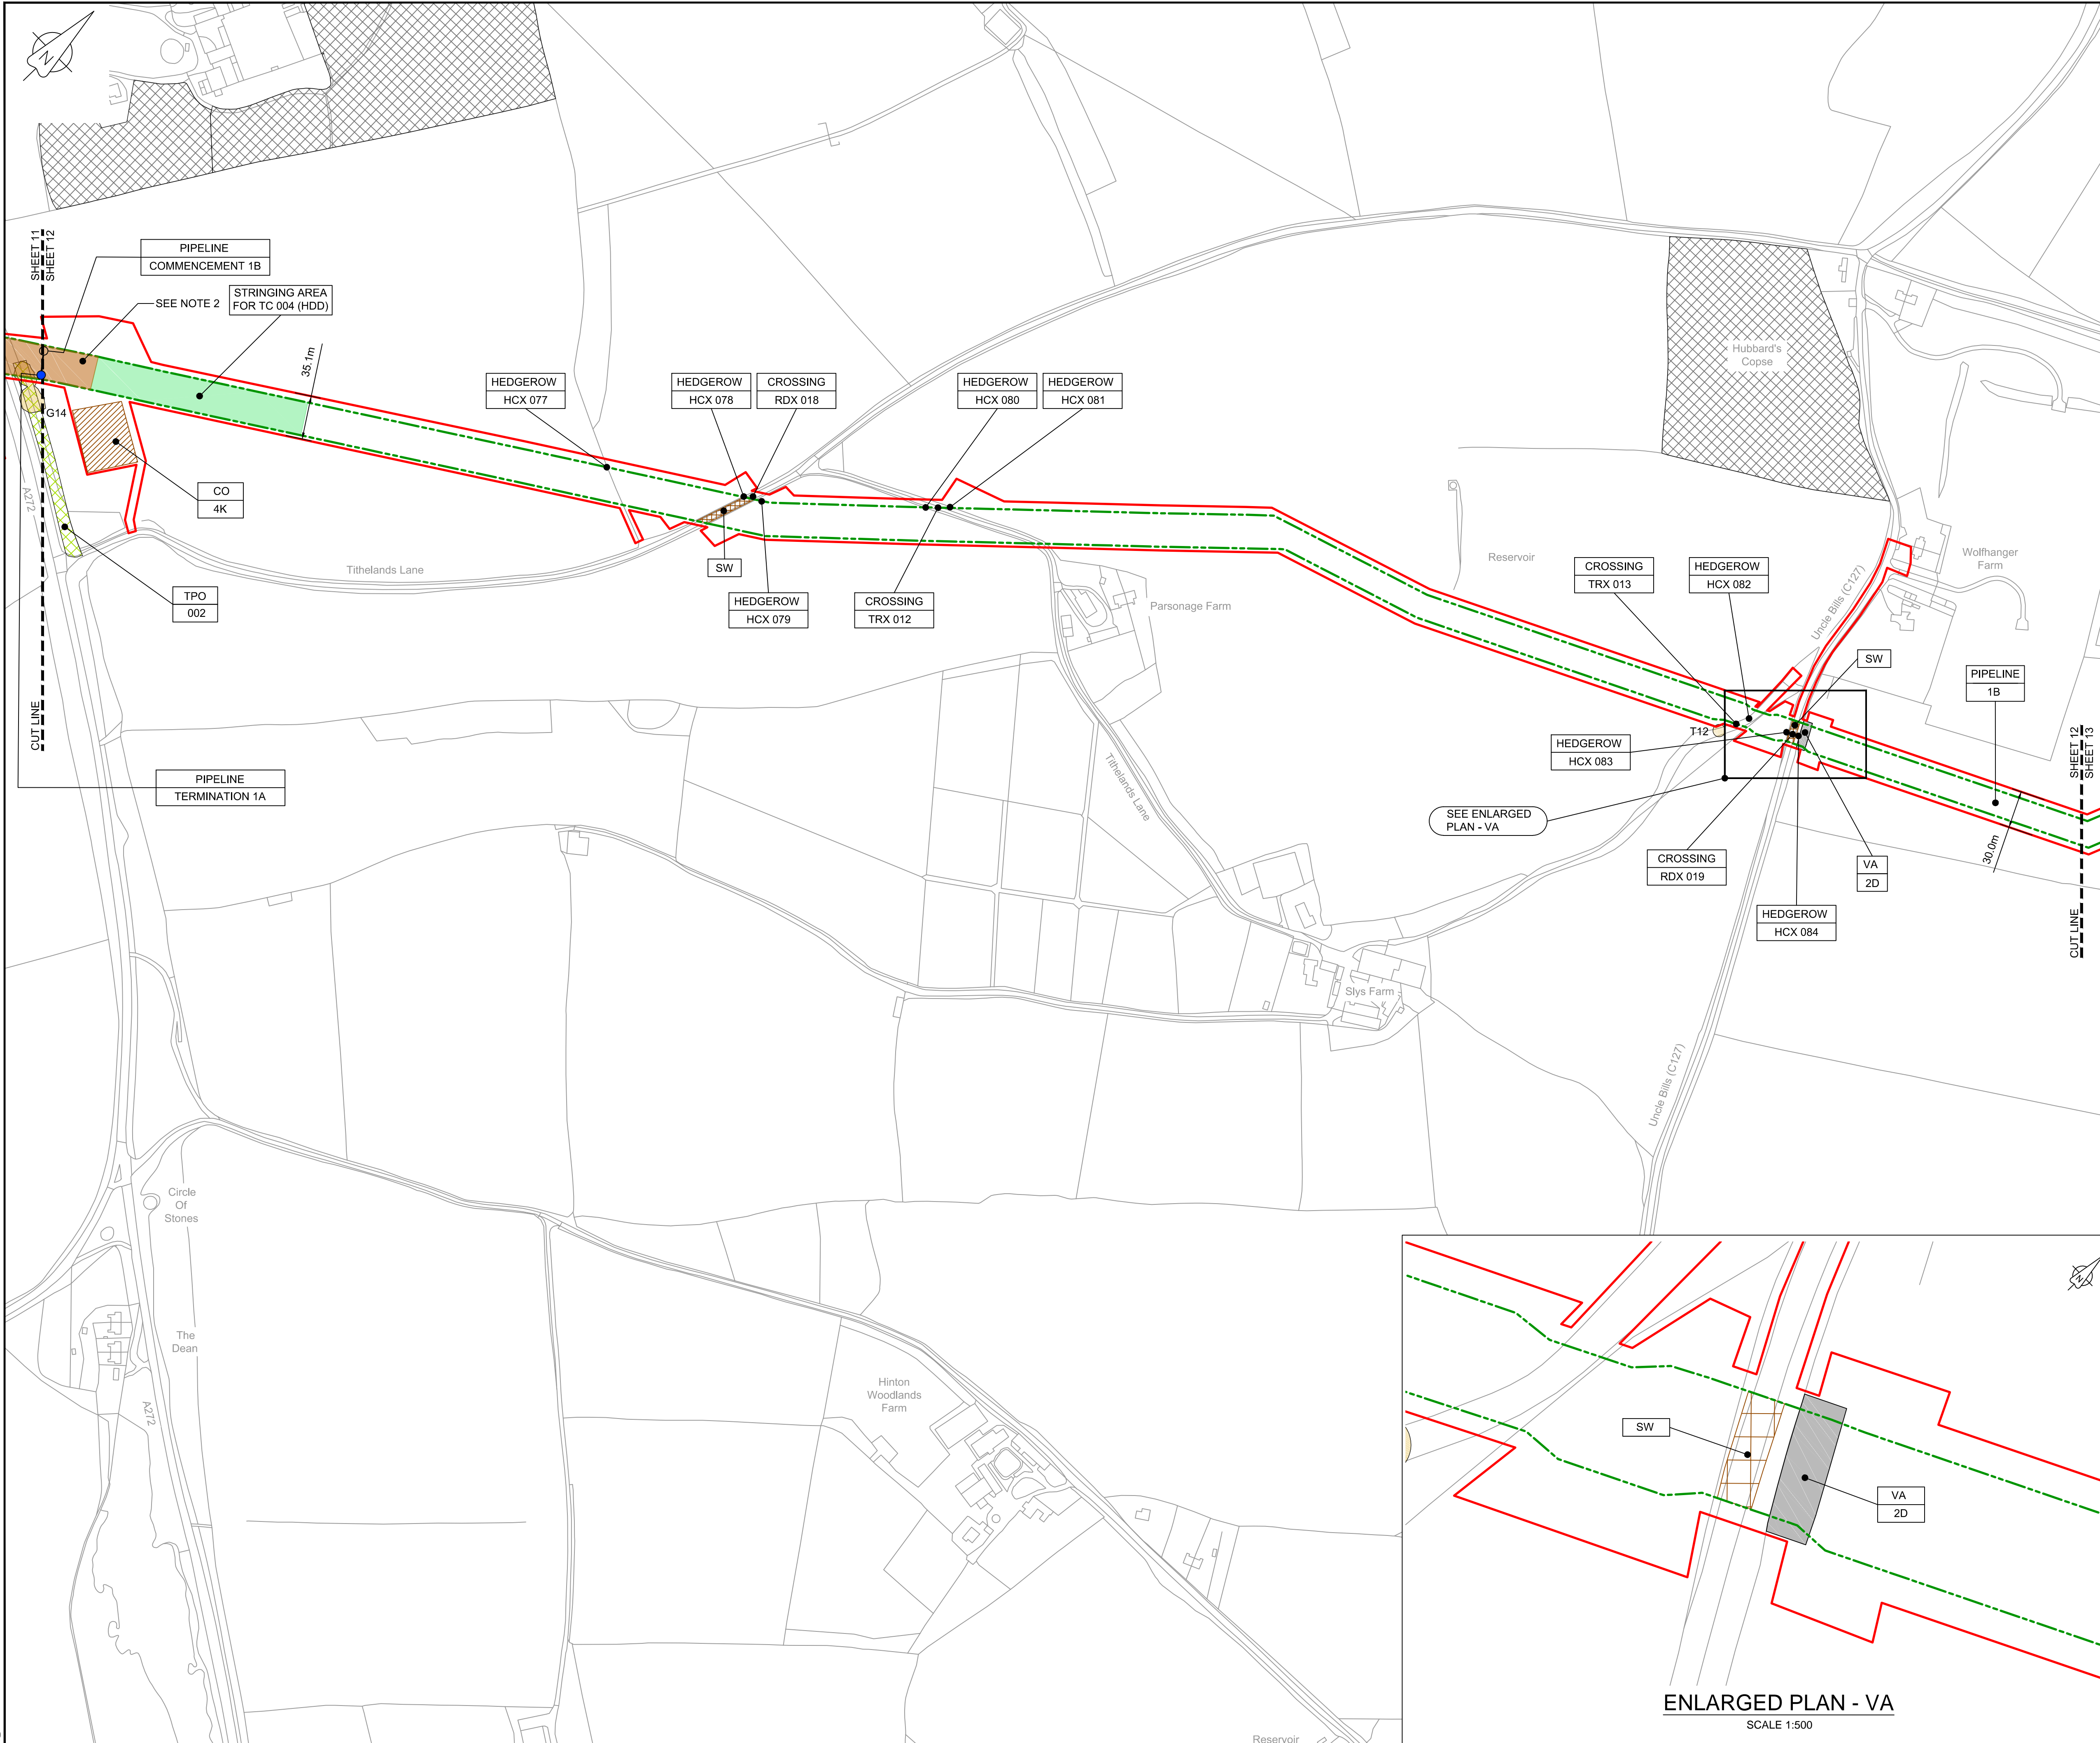 N
SHEET 11
SHEET 12
PIPELINE
COMMENCEMENT 1B
SEE NOTE 2
STRINGING AREA
FOR TC 004 (HDD)
35.1m
G14
A272
CO
4K
TPO
002
CUT LINE
PIPELINE
TERMINATION 1A
HEDGEROW
HCX 077
HEDGEROW
HCX 078
CROSSING
RDX 018
HEDGEROW
HCX 080
HEDGEROW
HCX 081
SW
HEDGEROW
HCX 079
CROSSING
TRX 012
Tithelands Lane
Parsonage Farm
Tithelands Lane
Hubbard's
Copse
Reservoir
CROSSING
TRX 013
HEDGEROW
HCX 082
Uncle Bills (C127)
Wolfhanger
Farm
SW
PIPELINE
1B
T12
HEDGEROW
HCX 083
SEE ENLARGED
PLAN - VA
CROSSING
RDX 019
VA
2D
HEDGEROW
HCX 084
30.0m
SHEET 12
SHEET 13
CUT LINE
Slys Farm
Uncle Bills (C127)
Circle
Of
Stones
The
Dean
A272
Hinton
Woodlands
Farm
Reservoir
N
SW
VA
2D
ENLARGED PLAN - VA
SCALE 1:500